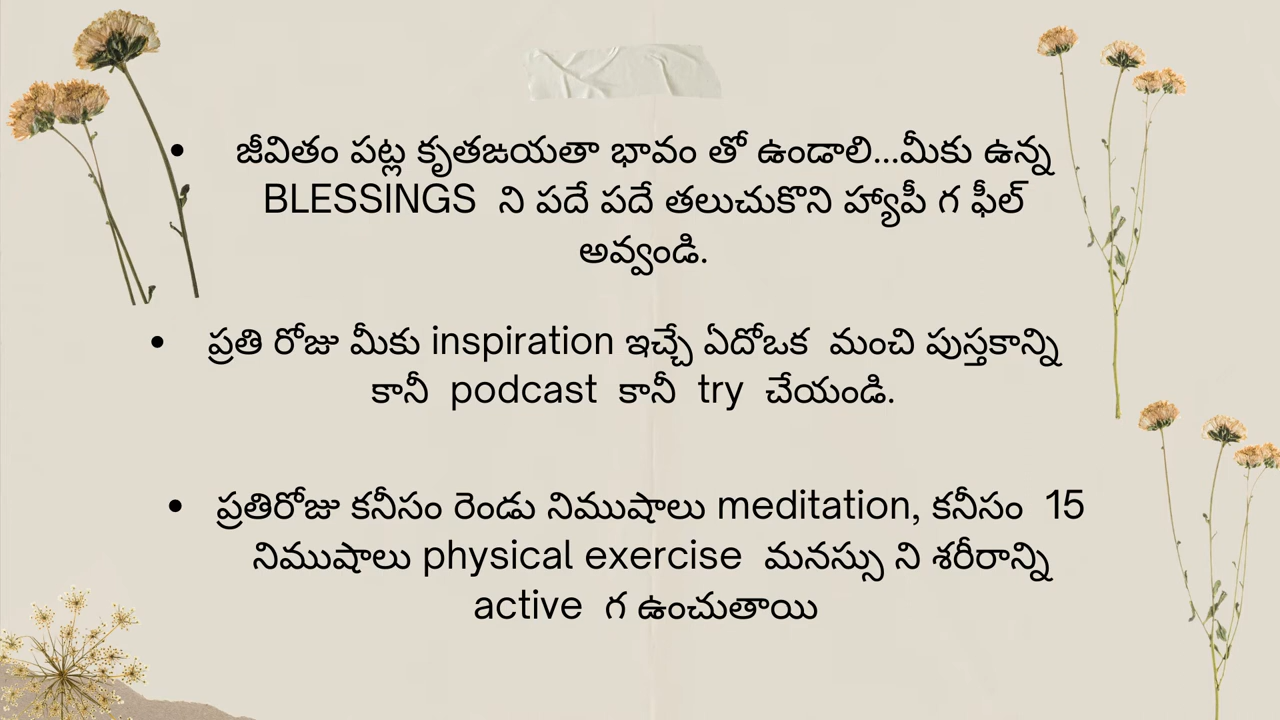 • జీవితం పట్ల కృతఙయతా భావం తో ఉండాలి...మీకు ఉన్న
BLESSINGS ని పదే పదే తలుచుకొని హ్యాపీ గ ఫీల్
అవ్వండి.
• ప్రతి రోజు మీకు inspiration ఇచ్చే ఏదోఒక మంచి పుస్తకాన్ని
కానీ podcast కానీ try చేయండి.
• ప్రతిరోజు కనీసం రెండు నిముషాలు meditation, కనీసం 15
నిముషాలు physical exercise మనస్సు ని శరీరాన్ని
active గ ఉంచుతాయి